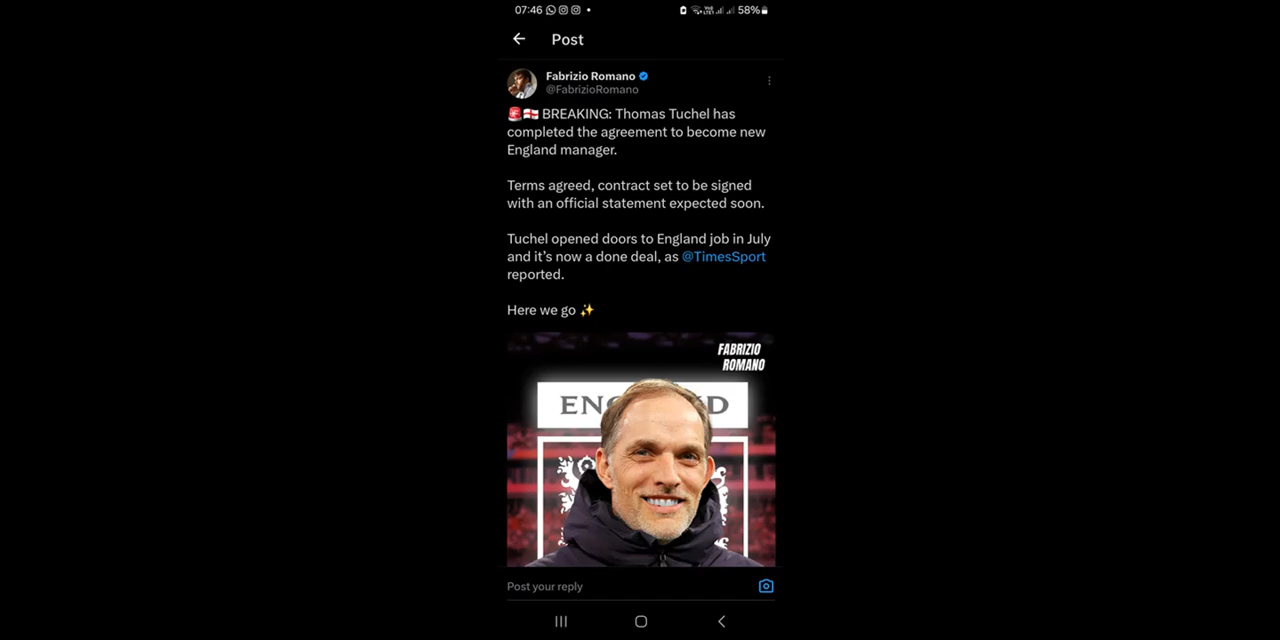 07:46 58%
Post
Fabrizio Romano
@FabrizioRomano
🚨🏴󠁧󠁢󠁥󠁮󠁧󠁿 BREAKING: Thomas Tuchel has
completed the agreement to become new
England manager.
Terms agreed, contract set to be signed
with an official statement expected soon.
Tuchel opened doors to England job in July
and it’s now a done deal, as @TimesSport
reported.
Here we go ✨
FABRIZIO
ROMANO
ENG D
Post your reply